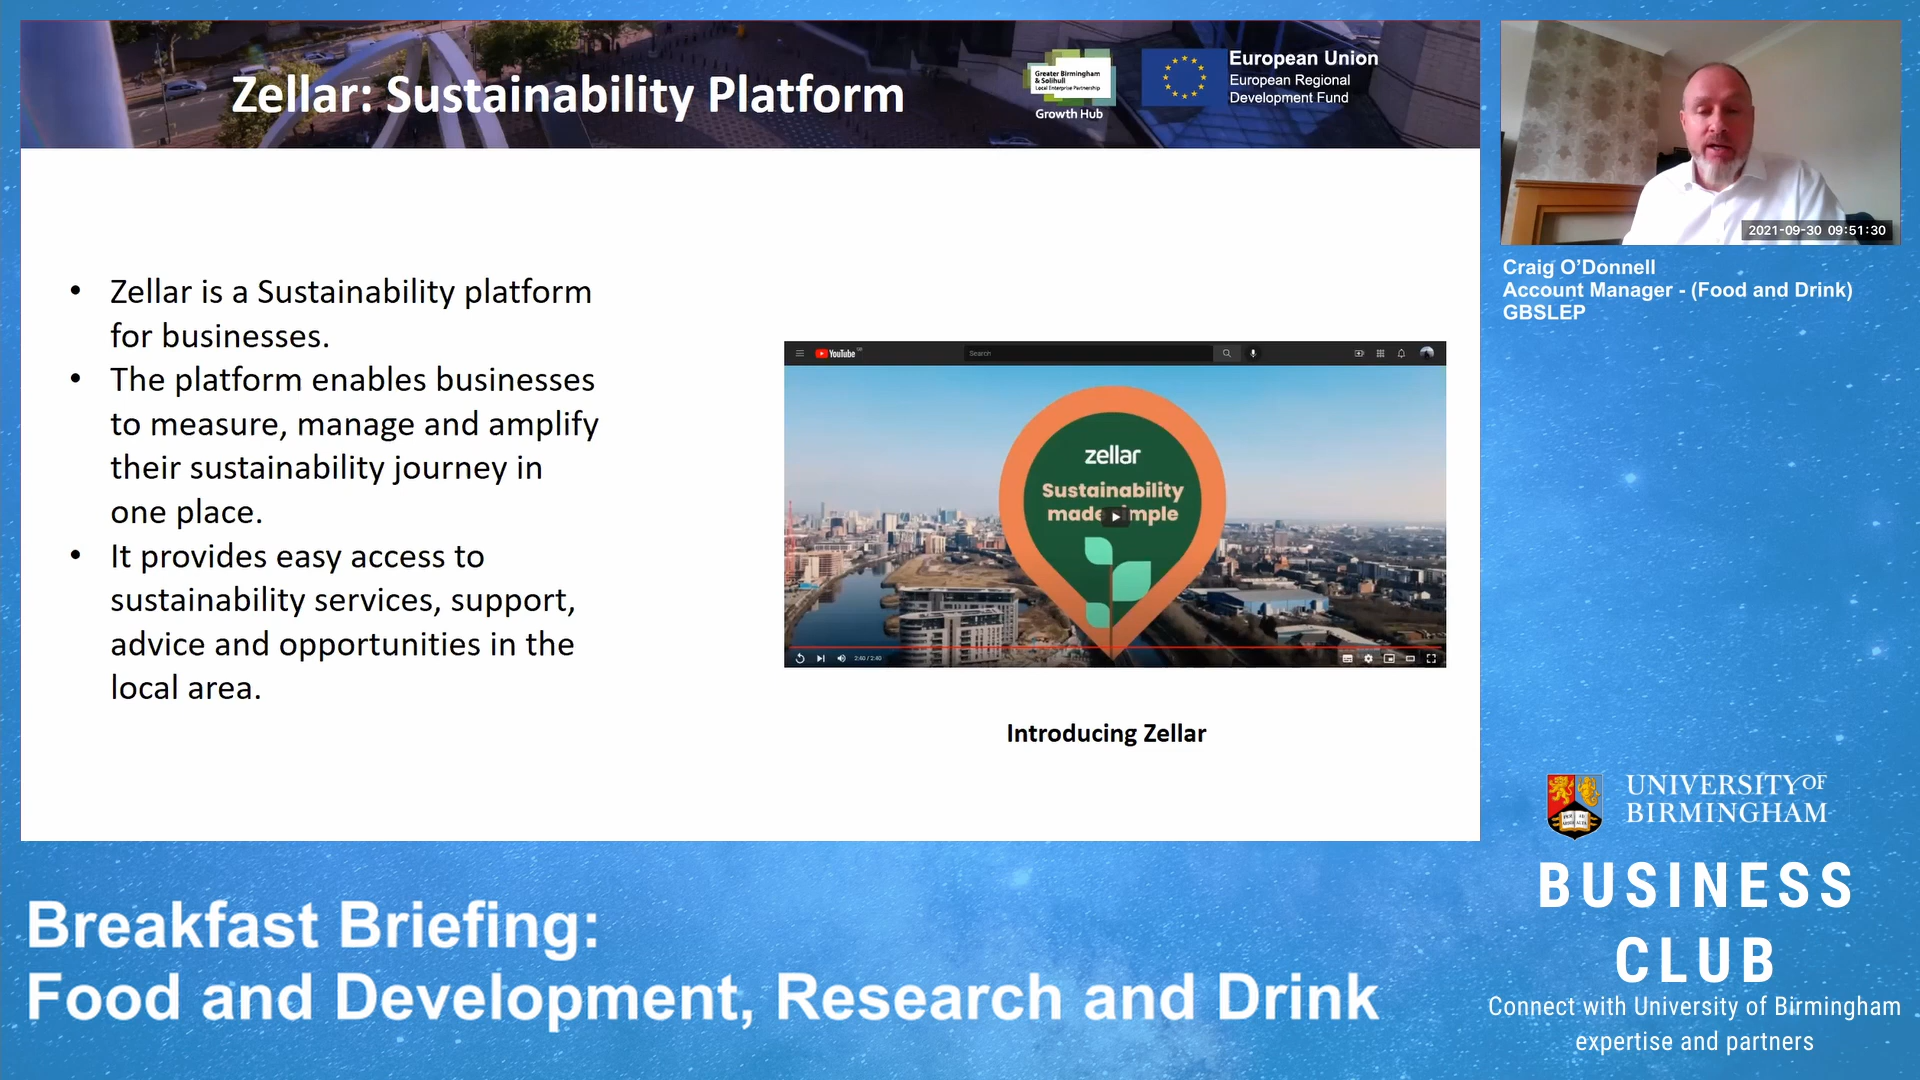 Zellar: Sustainability Platform
Greater Birmingham
& Solihull
Local Enterprise Partnership
Growth Hub
European Union
European Regional
Development Fund
• Zellar is a Sustainability platform
for businesses.
• The platform enables businesses
to measure, manage and amplify
their sustainability journey in
one place.
• It provides easy access to
sustainability services, support,
advice and opportunities in the
local area.
YouTube
Search
zellar
Sustainability
2:40 / 2:40
Introducing Zellar
2021-09-30 09:51:30
Craig O’Donnell
Account Manager - (Food and Drink)
GBSLEP
UNIVERSITY OF
BIRMINGHAM
BUSINESS
CLUB
Connect with University of Birmingham
expertise and partners
Breakfast Briefing:
Food and Development, Research and Drink